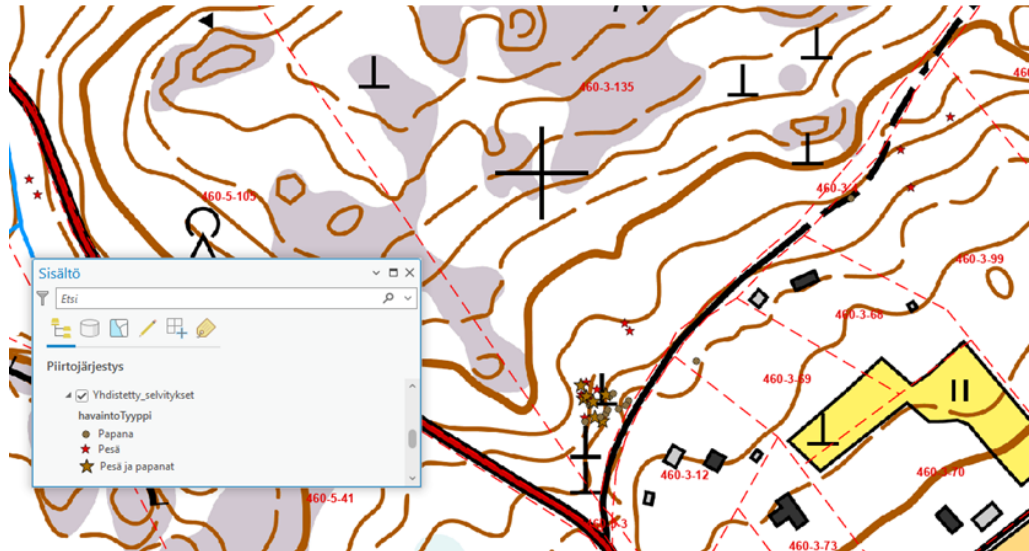 460-3-135
460-5-105
460-3-99
460-3-68
460-3-69
460-3-12
460-3-70
460-3-73
460-5-41
Sisältö
Etsi
Piirtojärjestys
Yhdistetty_selvitykset
havaintoTyyppi
Papana
Pesä
Pesä ja papanat